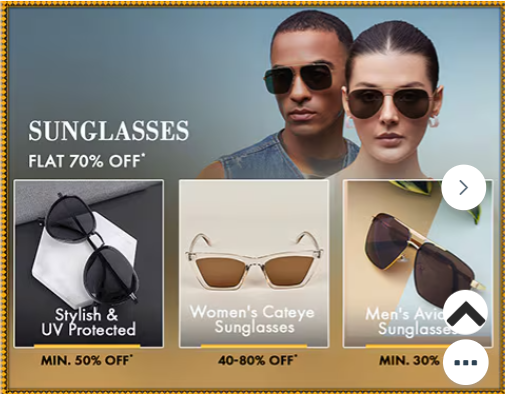 SUNGLASSES
FLAT 70% OFF*
Stylish &
UV Protected
MIN. 50% OFF*
Women's Cateye
Sunglasses
40-80% OFF*
Men's
Sunglasses
MIN. 30%